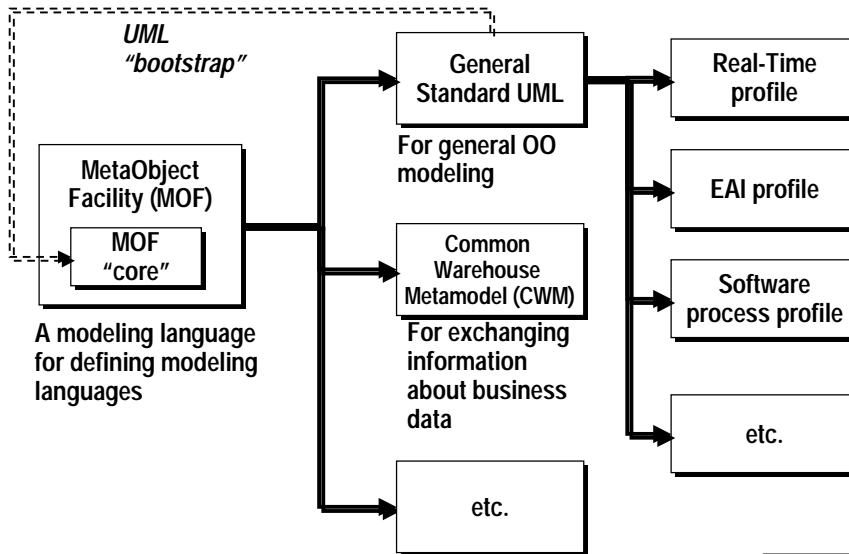 UML
“bootstrap”
MetaObject
Facility (MOF)
MOF
“core”
A modeling language
for defining modeling
languages
General
Standard UML
For general OO
modeling
Common
Warehouse
Metamodel (CWM)
For exchanging
information
about business
data
etc.
Real-Time
profile
EAI profile
Software
process profile
etc.